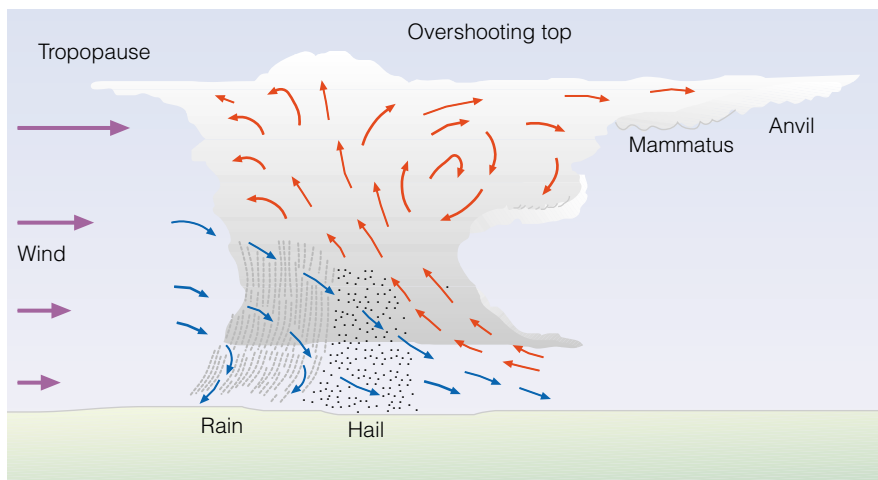 Overshooting top
Tropopause
Anvil
Mammatus
Wind
Rain
Hail